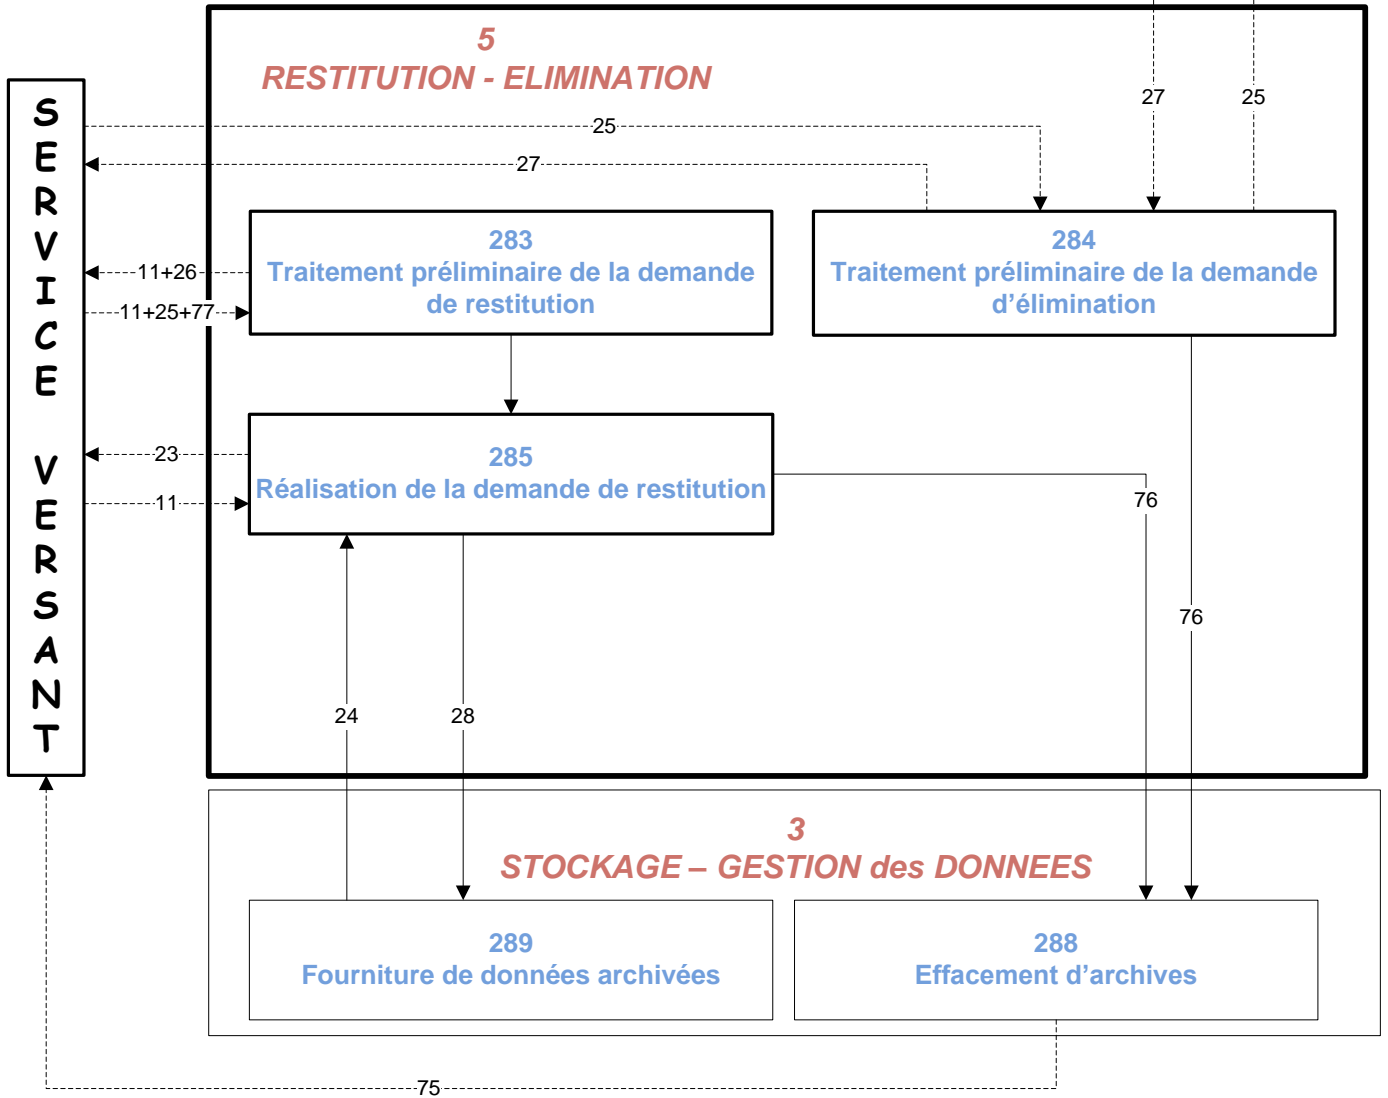 5
RESTITUTION - ELIMINATION
SERVICE VERSANT
27
25
25
27
283
Traitement préliminaire de la demande
de restitution
284
Traitement préliminaire de la demande
d'élimination
11+26
11+25+77
23
11
285
Réalisation de la demande de restitution
76
76
24
28
3
STOCKAGE – GESTION des DONNEES
289
Fourniture de données archivées
288
Effacement d'archives
75